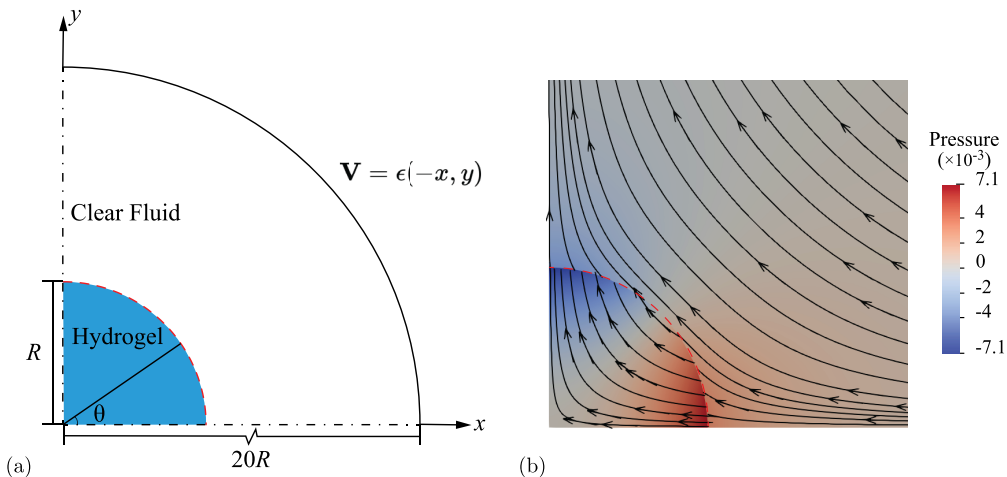 y
V = ϵ(−x, y)
Clear Fluid
Hydrogel
R
θ
x
20R
(a)
Pressure
(×10⁻³)
7.1
4
2
0
-2
-4
-7.1
(b)